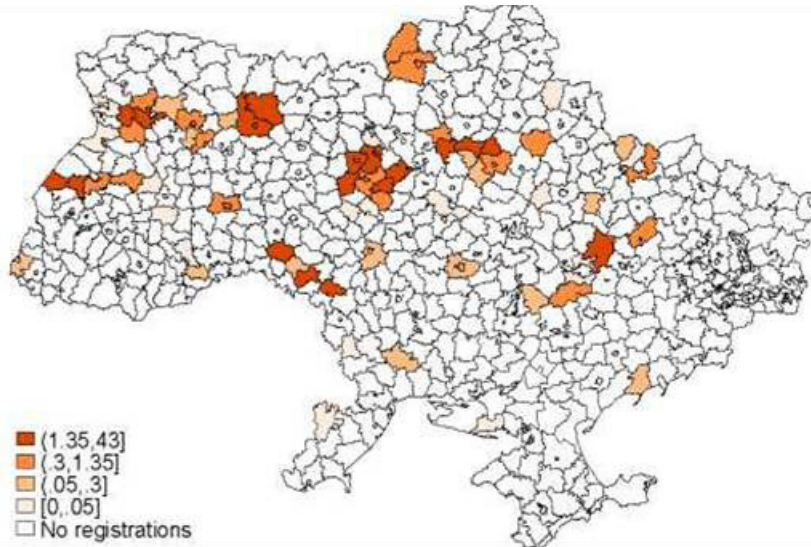 (1.35,43]
(.3,1.35]
(.05,.3]
[0,.05]
No registrations